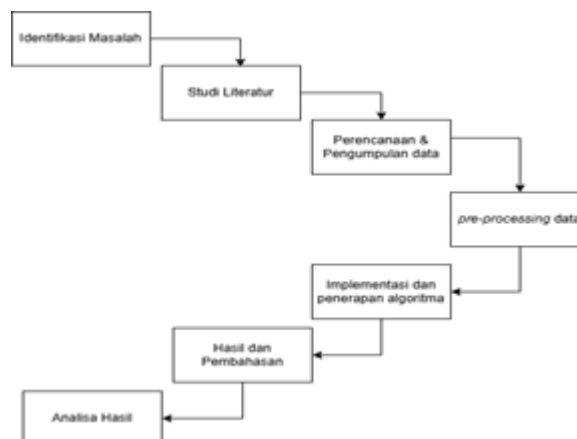 Identifikasi Masalah
Studi Literatur
Perencanaan &
Pengumpulan data
pre-processing data
Implementasi dan
penerapan algoritma
Hasil dan
Pembahasan
Analisa Hasil